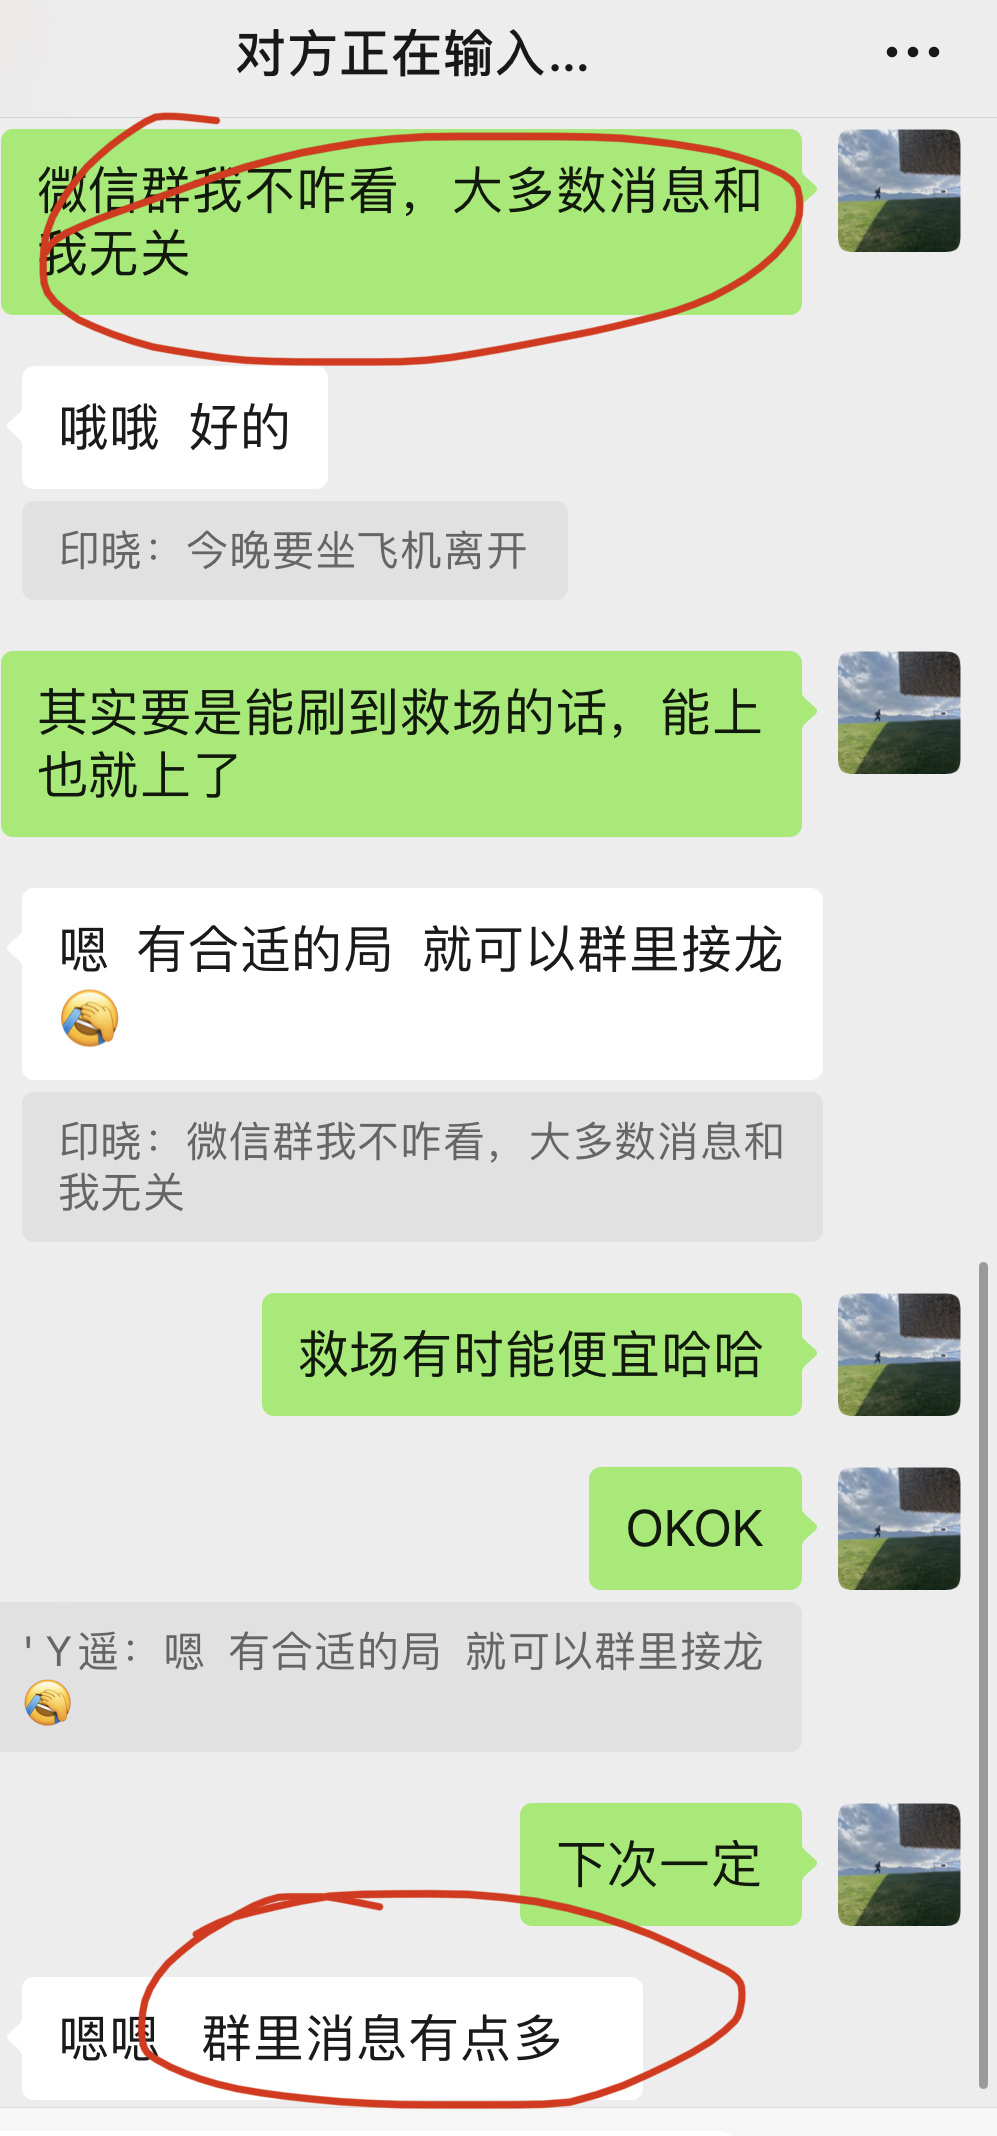 对方正在输入...
微信群我不咋看，大多数消息和
我无关
哦哦 好的
印晓：今晚要坐飞机离开
其实要是能刷到救场的话，能上
也就上了
嗯 有合适的局 就可以群里接龙
🤣
印晓：微信群我不咋看，大多数消息和
我无关
救场有时能便宜哈哈
OKOK
' Y遥：嗯 有合适的局 就可以群里接龙
下次一定
嗯嗯 群里消息有点多